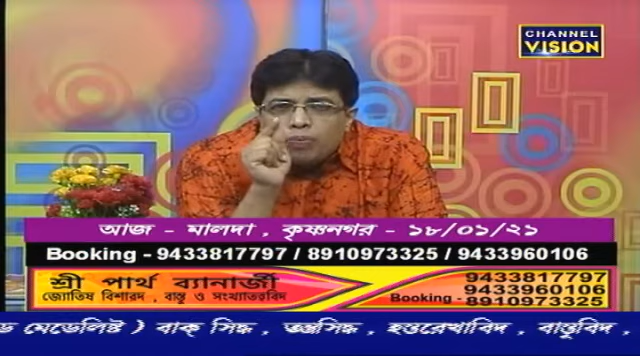 CHANNEL
VISION
আজ - মালদা , কৃষ্ণনগর - ১৮/০১/২১
Booking - 9433817797 / 8910973325 / 9433960106
শ্রী পার্থ ব্যানার্জী
জ্যোতিষ বিশারদ , বাস্তু ও সংখ্যাতত্ত্ববিদ
9433817797
9433960106
Booking - 8910973325
ড মেডেলিষ্ট ) বাক্ সিদ্ধ , তন্ত্রসিদ্ধ , হস্তরেখাবিদ , বাস্তুবিদ ,